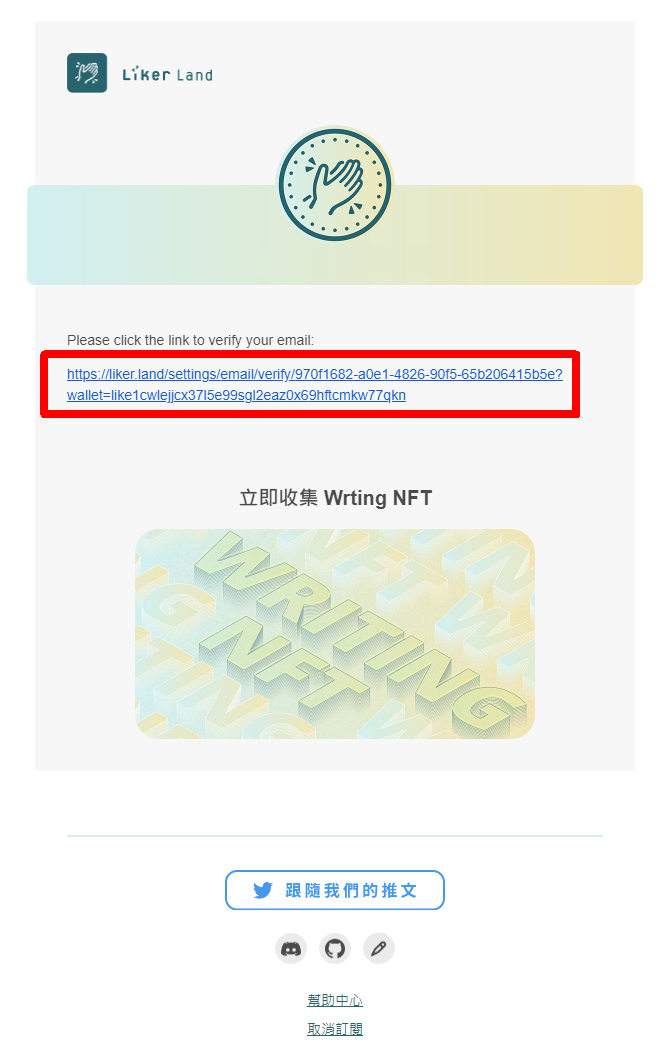 Liker Land
Please click the link to verify your email:
https://liker.land/settings/email/verify/970f1682-a0e1-4826-90f5-65b206415b5e?
wallet=like1cwlejjcx37l5e99sgl2eaz0x69hftcmkw77qkn
立即收集 Wrting NFT
WRITING
NFT
跟隨我們的推文
幫助中心
取消訂閱